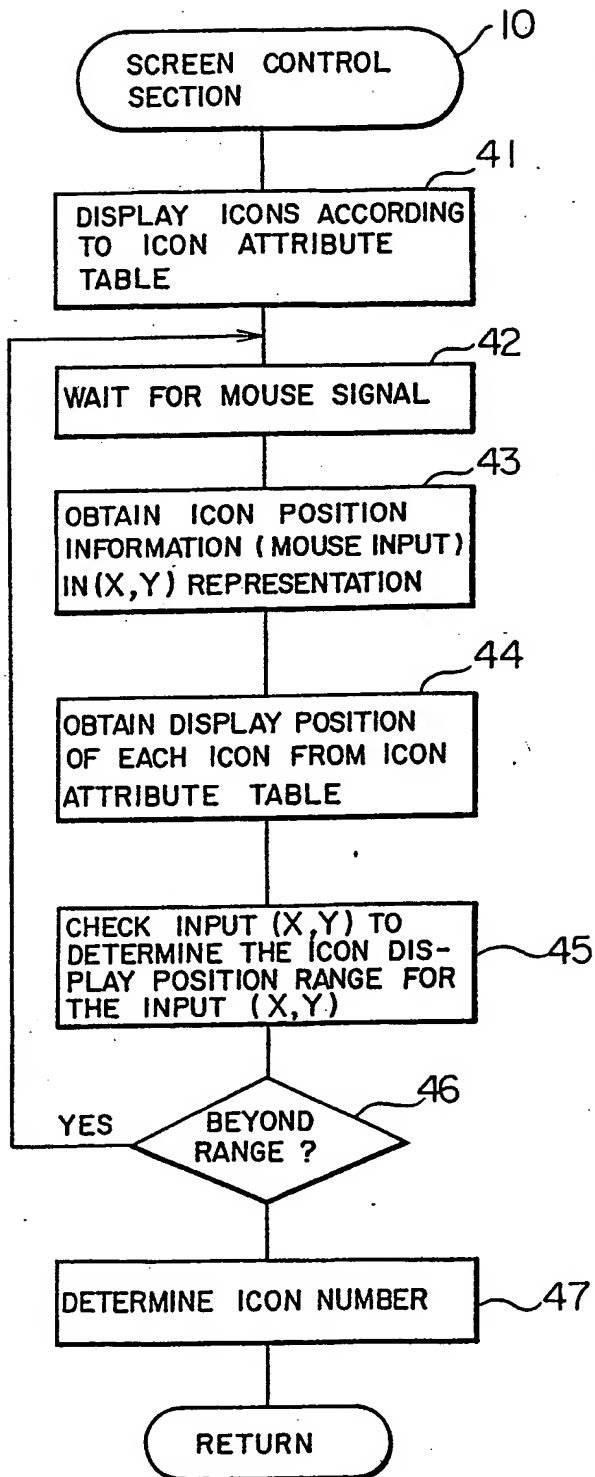 10
SCREEN CONTROL
SECTION
41
DISPLAY ICONS ACCORDING
TO ICON ATTRIBUTE
TABLE
42
WAIT FOR MOUSE SIGNAL
43
OBTAIN ICON POSITION
INFORMATION (MOUSE INPUT)
IN (X,Y) REPRESENTATION
44
OBTAIN DISPLAY POSITION
OF EACH ICON FROM ICON
ATTRIBUTE TABLE
CHECK INPUT (X,Y) TO
DETERMINE THE ICON DIS-
PLAY POSITION RANGE FOR
THE INPUT (X,Y)
45
46
YES
BEYOND
RANGE ?
DETERMINE ICON NUMBER
47
RETURN